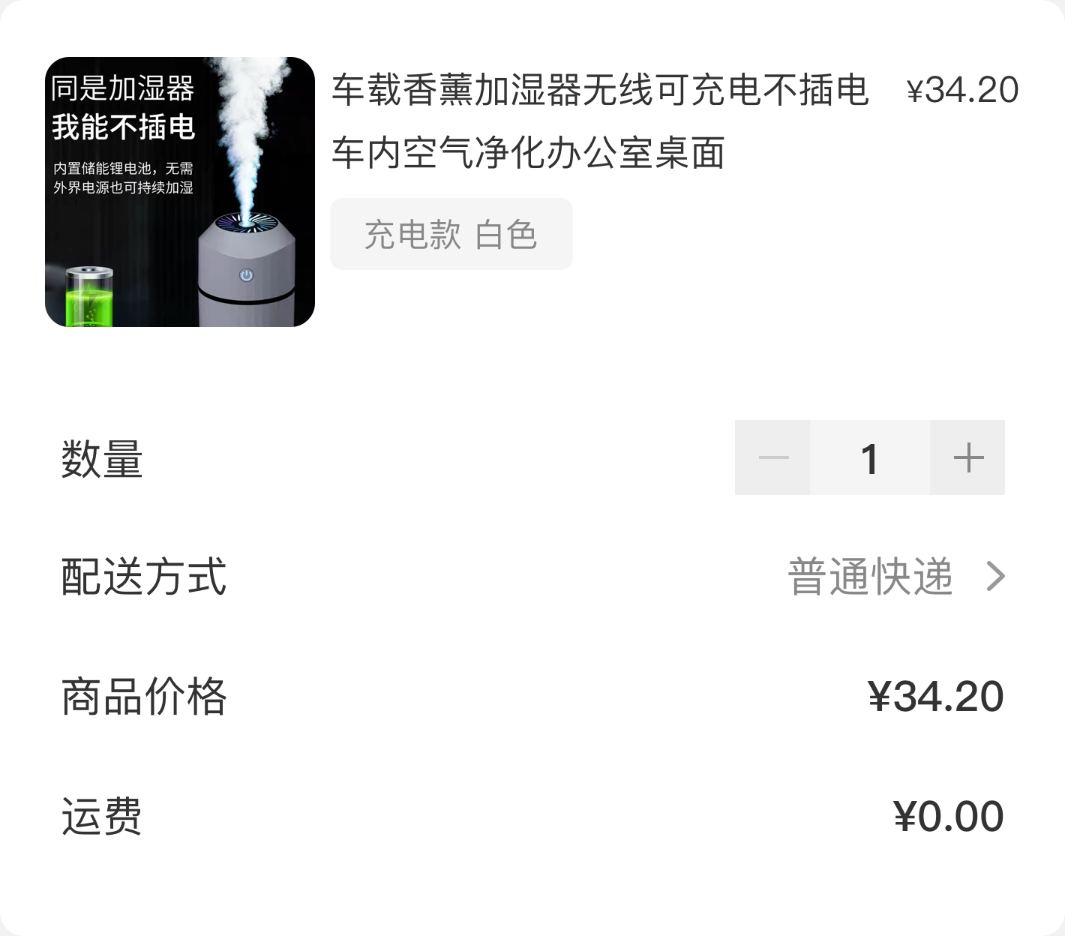 同是加湿器
我能不插电
内置储能锂电池，无需
外界电源也可持续加湿
车载香薰加湿器无线可充电不插电 ¥34.20
车内空气净化办公室桌面
充电款 白色
数量 1
配送方式 普通快递
商品价格 ¥34.20
运费 ¥0.00